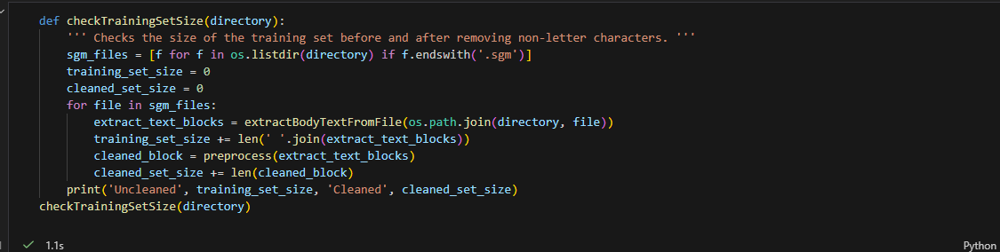 def checkTrainingSetSize(directory):
    ''' Checks the size of the training set before and after removing non-letter characters. '''
    sgm_files = [f for f in os.listdir(directory) if f.endswith('.sgm')]
    training_set_size = 0
    cleaned_set_size = 0
    for file in sgm_files:
        extract_text_blocks = extractBodyTextFromFile(os.path.join(directory, file))
        training_set_size += len(' '.join(extract_text_blocks))
        cleaned_block = preprocess(extract_text_blocks)
        cleaned_set_size += len(cleaned_block)
    print('Uncleaned', training_set_size, 'Cleaned', cleaned_set_size)
checkTrainingSetSize(directory)
1.1s
Python